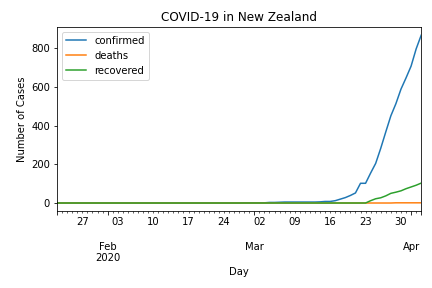 COVID-19 in New Zealand
confirmed
deaths
recovered
Number of Cases
800
600
400
200
0
27 03 10 17 24 02 09 16 23 30
Feb Mar Apr
2020
Day